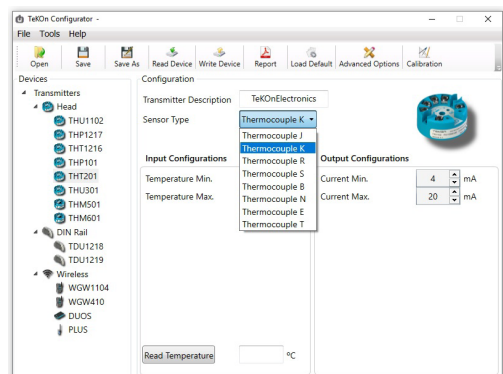 TeKOn Configurator -
File Tools Help
Open Save Save As Read Device Write Device Report Load Default Advanced Options Calibration
Devices
Transmitters
Head
THU1102
THP1217
THT1216
THP101
THT201
THU301
THM501
THM601
DIN Rail
TDU1218
TDU1219
Wireless
WGW1104
WGW410
DUOS
PLUS
Configuration
Transmitter Description TeKOnElectronics
Sensor Type Thermocouple K
Thermocouple J
Thermocouple K
Thermocouple R
Thermocouple S
Thermocouple B
Thermocouple N
Thermocouple E
Thermocouple T
Input Configurations
Temperature Min.
Temperature Max.
Output Configurations
Current Min. 4 mA
Current Max. 20 mA
Read Temperature ºC